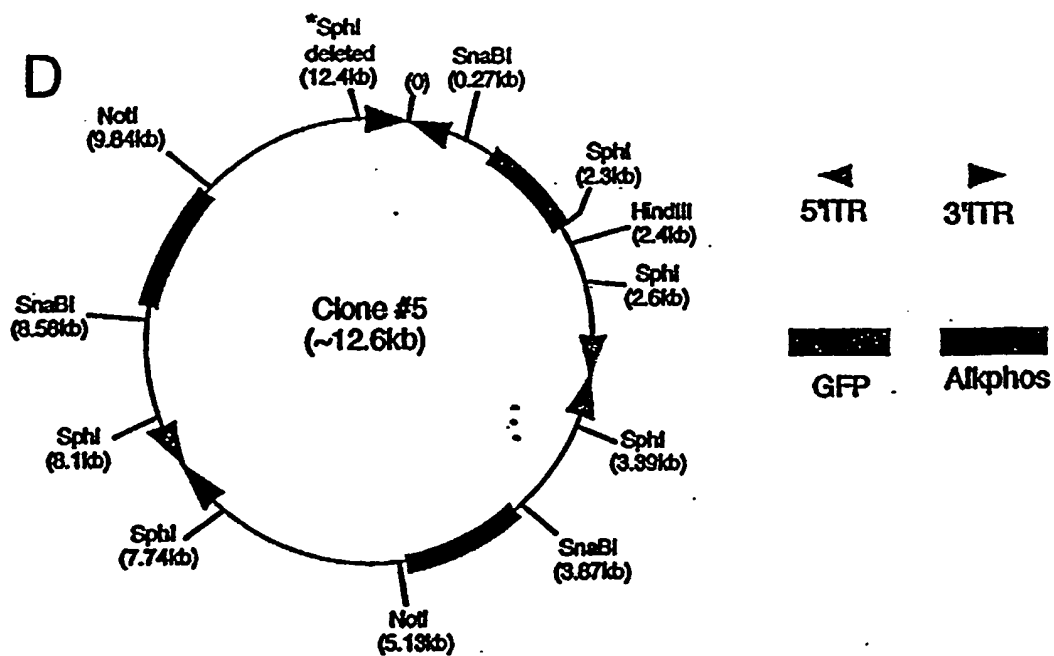 D
*SphI
deleted
(12.4kb)
(0)
SnaBI
(0.27kb)
NotI
(9.84kb)
SphI
(2.3kb)
HindIII
(2.4kb)
SphI
(2.6kb)
5'ITR
3'ITR
SnaBI
(8.58kb)
Clone #5
(~12.6kb)
GFP
Alkphos
SphI
(8.1kb)
SphI
(3.39kb)
SphI
(7.74kb)
SnaBI
(3.87kb)
NotI
(5.13kb)